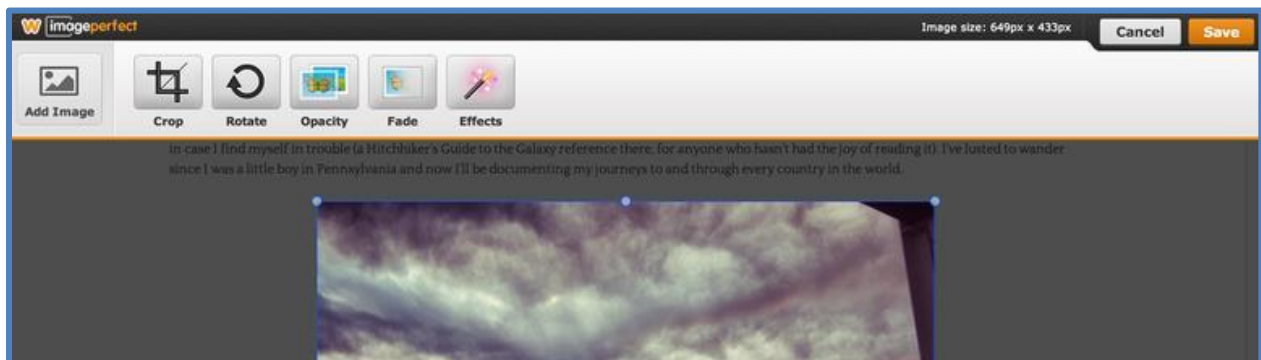 W imageperfect
Image size: 649px x 433px
Cancel
Save
Add Image
Crop
Rotate
Opacity
Fade
Effects
in case I find myself in trouble (a Hitchhiker's Guide to the Galaxy reference there, for anyone who hasn't had the joy of reading it). I've lusted to wander
since I was a little boy in Pennsylvania and now I'll be documenting my journeys to and through every country in the world.